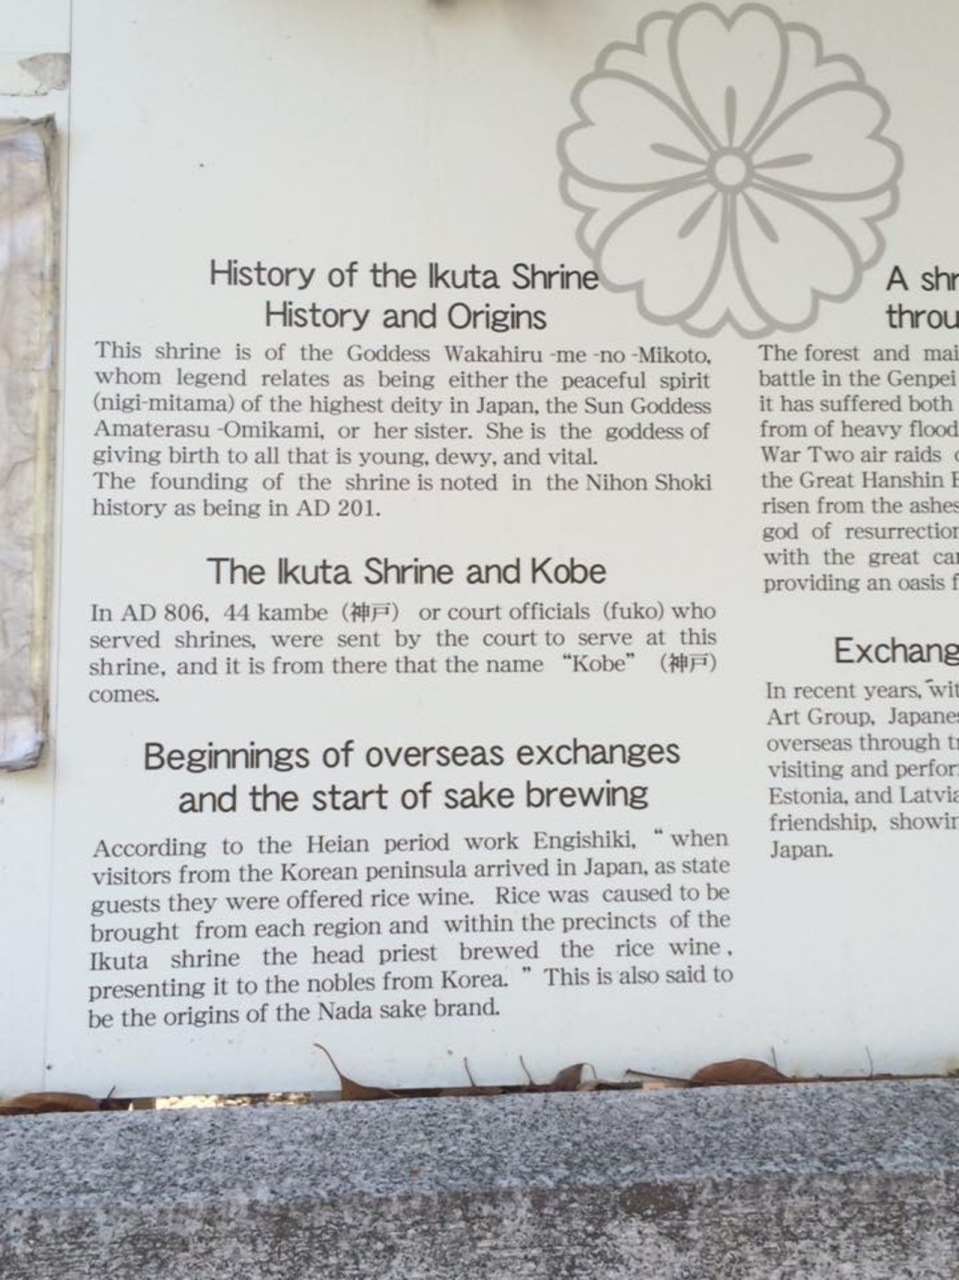 History of the Ikuta Shrine
History and Origins
This shrine is of the Goddess Wakahiru -me -no -Mikoto,
whom legend relates as being either the peaceful spirit
(nigi-mitama) of the highest deity in Japan, the Sun Goddess
Amaterasu -Omikami, or her sister. She is the goddess of
giving birth to all that is young, dewy, and vital.
The founding of the shrine is noted in the Nihon Shoki
history as being in AD 201.
The Ikuta Shrine and Kobe
In AD 806, 44 kambe (神戸) or court officials (fuko) who
served shrines, were sent by the court to serve at this
shrine, and it is from there that the name “Kobe” (神戸)
comes.
Beginnings of overseas exchanges
and the start of sake brewing
According to the Heian period work Engishiki, “ when
visitors from the Korean peninsula arrived in Japan, as state
guests they were offered rice wine. Rice was caused to be
brought from each region and within the precincts of the
Ikuta shrine the head priest brewed the rice wine ,
presenting it to the nobles from Korea. ” This is also said to
be the origins of the Nada sake brand.
A shr
throu
The forest and mai
battle in the Genpei
it has suffered both
from of heavy flood
War Two air raids
the Great Hanshin
risen from the ashes
god of resurrection
with the great
providing an oasis f
Exchang
In recent years, wit
Art Group, Japanes
overseas through
visiting and perfor
Estonia, and Latvia
friendship, showin
Japan.